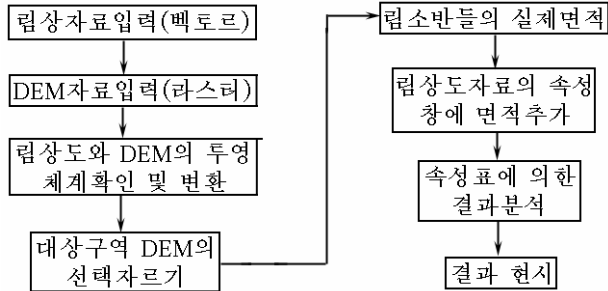 림상자료입력(벡토르)
DEM자료입력(라스터)
림상도와 DEM의 투영
체계확인 및 변환
대상구역 DEM의
선택자르기
림소반들의 실제면적
림상도자료의 속성
창에 면적추가
속성표에 의한
결과분석
결과 현시